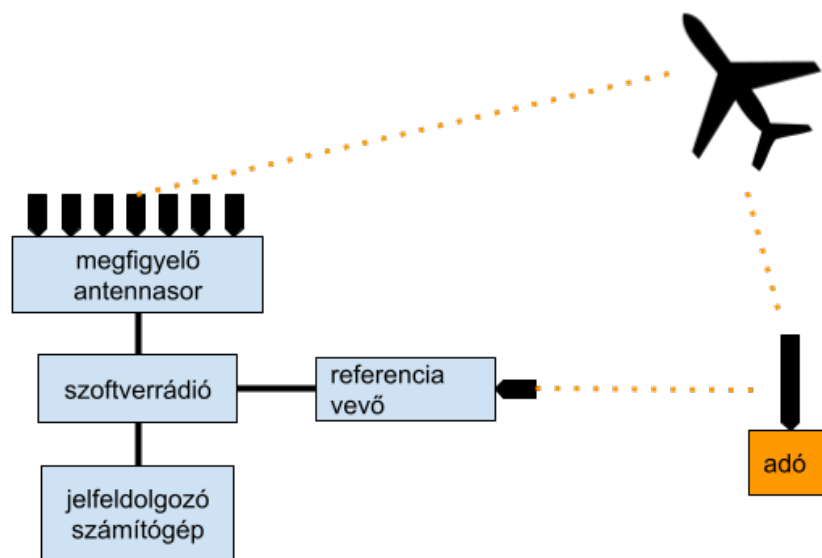 megfigyelő
antennasor
szoftverrádió
referencia
vevő
adó
jelfeldolgozó
számítógép